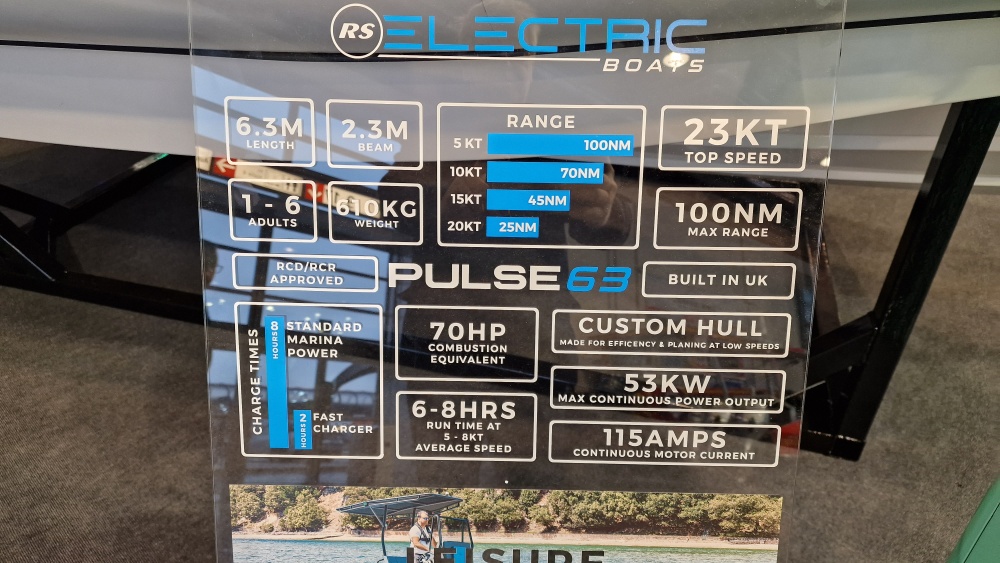 RS ELECTRIC
BOATS
6.3M
LENGTH
2.3M
BEAM
RANGE
5 KT 100NM
10KT 70NM
15KT 45NM
20KT 25NM
23KT
TOP SPEED
1 - 6
ADULTS
610KG
WEIGHT
100NM
MAX RANGE
RCD/RCR
APPROVED
PULSE 63
BUILT IN UK
CHARGE TIMES
8 HOURS
STANDARD
MARINA
POWER
2 HOURS
FAST
CHARGER
70HP
COMBUSTION
EQUIVALENT
6-8HRS
RUN TIME AT
5 - 8KT
AVERAGE SPEED
CUSTOM HULL
MADE FOR EFFICENCY & PLANING AT LOW SPEEDS
53KW
MAX CONTINUOUS POWER OUTPUT
115AMPS
CONTINUOUS MOTOR CURRENT
LEISURE